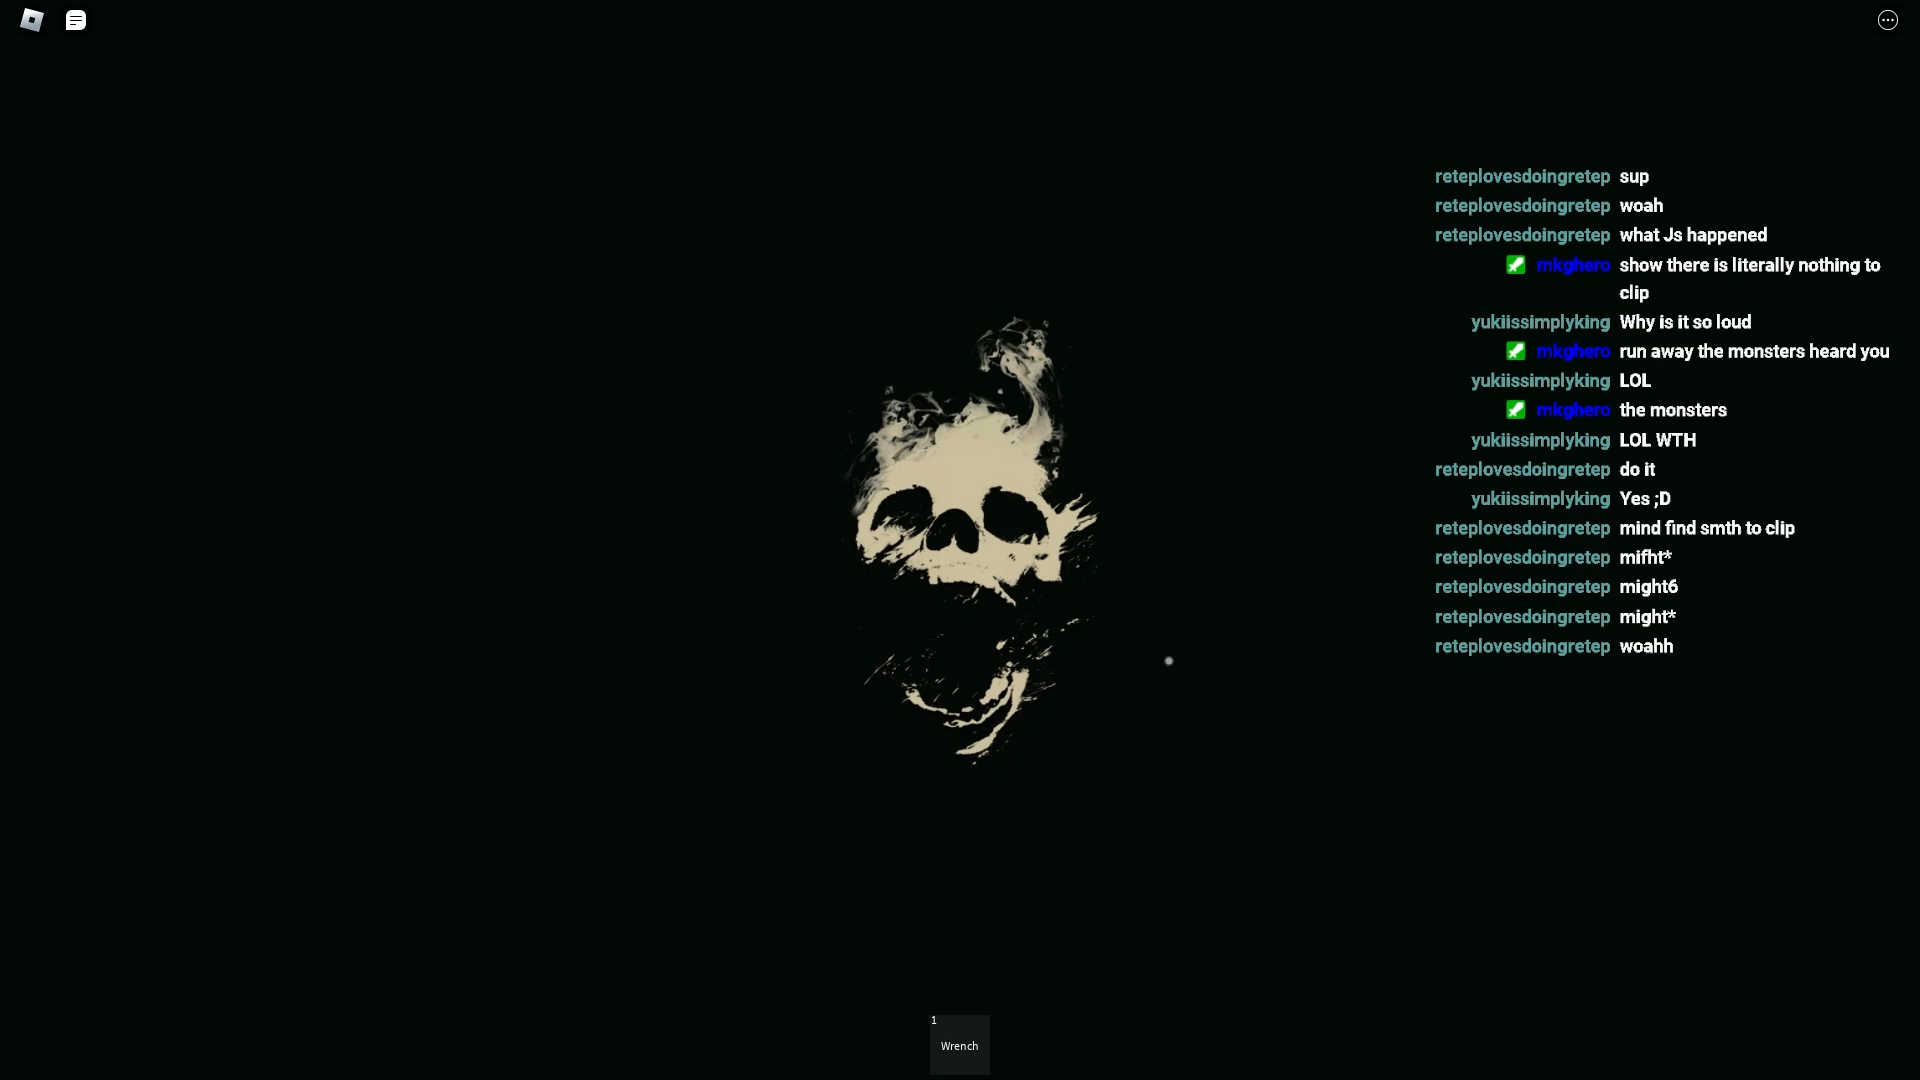 reteplovesdoingretep sup
reteplovesdoingretep woah
reteplovesdoingretep what Js happened
mkghero show there is literally nothing to
clip
yukiissimplyking Why is it so loud
mkghero run away the monsters heard you
yukiissimplyking LOL
mkghero the monsters
yukiissimplyking LOL WTH
reteplovesdoingretep do it
yukiissimplyking Yes ;D
reteplovesdoingretep mind find smth to clip
reteplovesdoingretep mifht*
reteplovesdoingretep might6
reteplovesdoingretep might*
reteplovesdoingretep woahh
1
Wrench